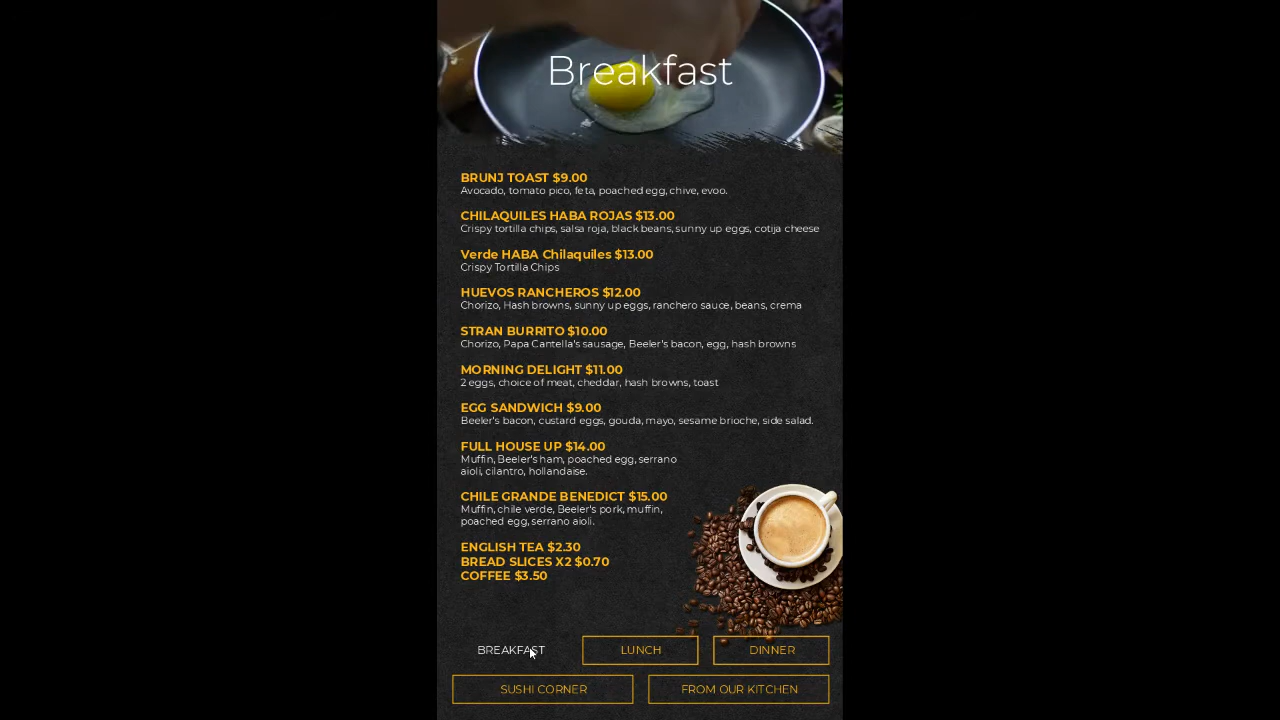 Breakfast
BRUNJ TOAST $9.00
Avocado, tomato pico, feta, poached egg, chive, evoo.
CHILAQUILES HABA ROJAS $13.00
Crispy tortilla chips, salsa roja, black beans, sunny up eggs, cotija cheese
Verde HABA Chilaquiles $13.00
Crispy Tortilla Chips
HUEVOS RANCHEROS $12.00
Chorizo, Hash browns, sunny up eggs, ranchero sauce, beans, crema
STRAN BURRITO $10.00
Chorizo, Papa Cantella's sausage, Beeler's bacon, egg, hash browns
MORNING DELIGHT $11.00
2 eggs, choice of meat, cheddar, hash browns, toast
EGG SANDWICH $9.00
Beeler's bacon, custard eggs, gouda, mayo, sesame brioche, side salad.
FULL HOUSE UP $14.00
Muffin, Beeler's ham, poached egg, serrano
aioli, cilantro, hollandaise.
CHILE GRANDE BENEDICT $15.00
Muffin, chile verde, Beeler's pork, muffin,
poached egg, serrano aioli.
ENGLISH TEA $2.30
BREAD SLICES X2 $0.70
COFFEE $3.50
BREAKFAST
LUNCH
DINNER
SUSHI CORNER
FROM OUR KITCHEN